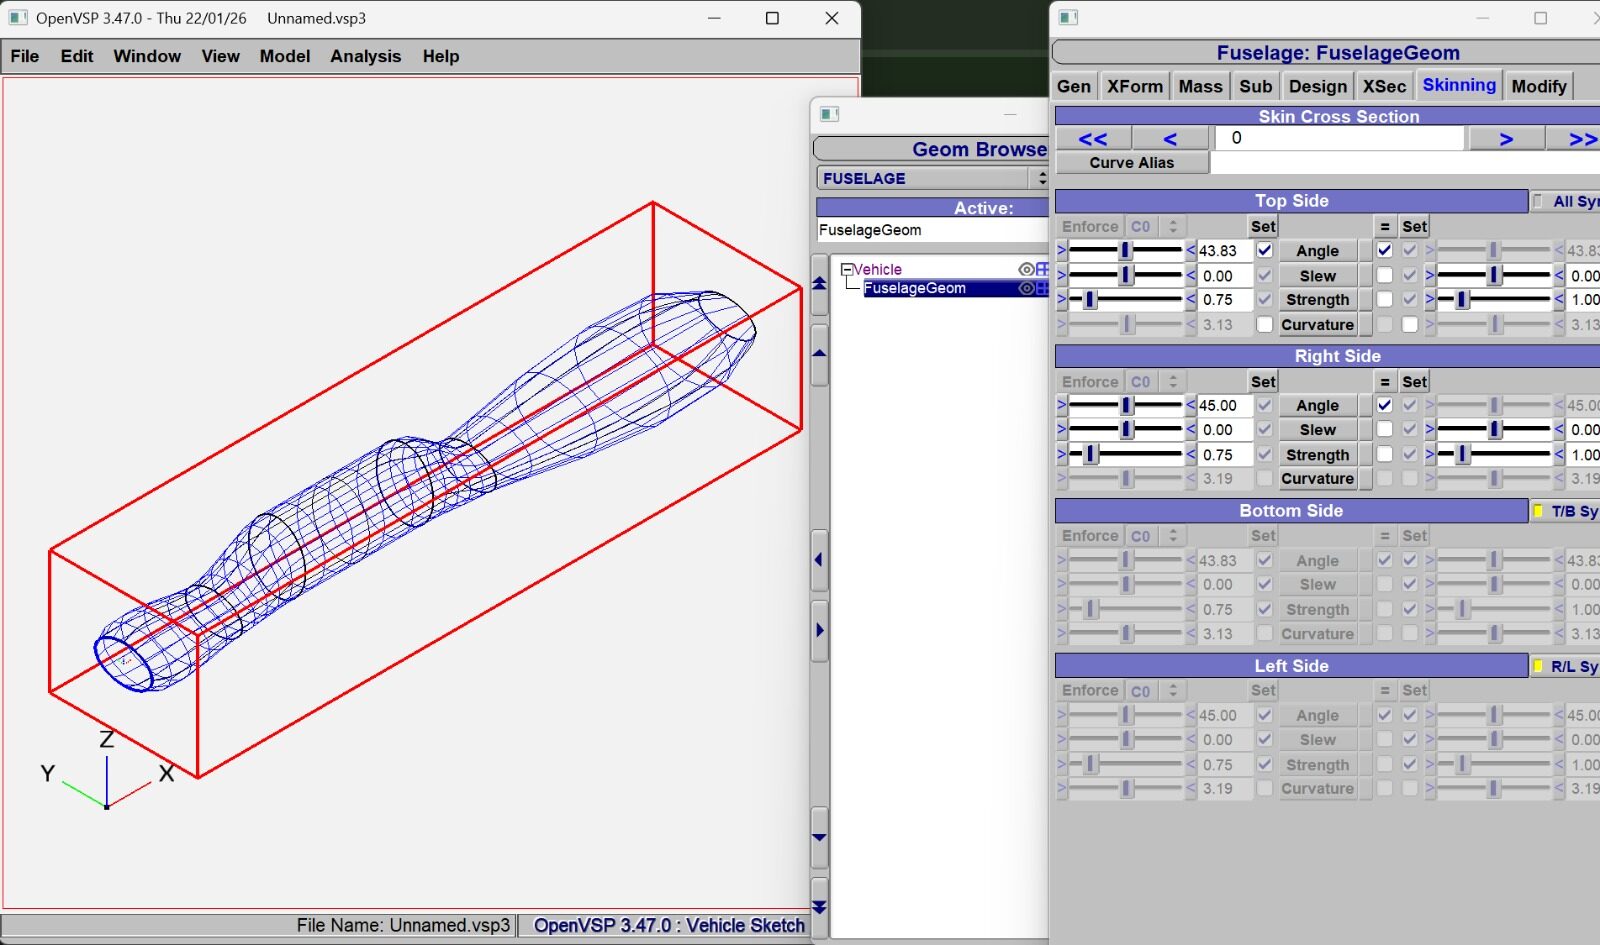 OpenVSP 3.47.0 - Thu 22/01/26 Unnamed.vsp3
File Edit Window View Model Analysis Help
Z
Y
X
File Name: Unnamed.vsp3
OpenVSP 3.47.0 : Vehicle Sketch
Geom Browse
FUSELAGE
Active:
FuselageGeom
Vehicle
FuselageGeom
Fuselage: FuselageGeom
Gen XForm Mass Sub Design XSec Skinning Modify
Skin Cross Section
<< < 0 > >>
Curve Alias
Top Side All Syr
Enforce C0 Set = Set
> < 43.83 Angle > < 43.83
> < 0.00 Slew > < 0.00
> < 0.75 Strength > < 1.00
> < 3.13 Curvature > < 3.13
Right Side
Enforce C0 Set = Set
> < 45.00 Angle > < 45.00
> < 0.00 Slew > < 0.00
> < 0.75 Strength > < 1.00
> < 3.19 Curvature > < 3.19
Bottom Side T/B Sy
Enforce C0 Set = Set
> < 43.83 Angle > < 43.83
> < 0.00 Slew > < 0.00
> < 0.75 Strength > < 1.00
> < 3.13 Curvature > < 3.13
Left Side R/L Sy
Enforce C0 Set = Set
> < 45.00 Angle > < 45.00
> < 0.00 Slew > < 0.00
> < 0.75 Strength > < 1.00
> < 3.19 Curvature > < 3.19